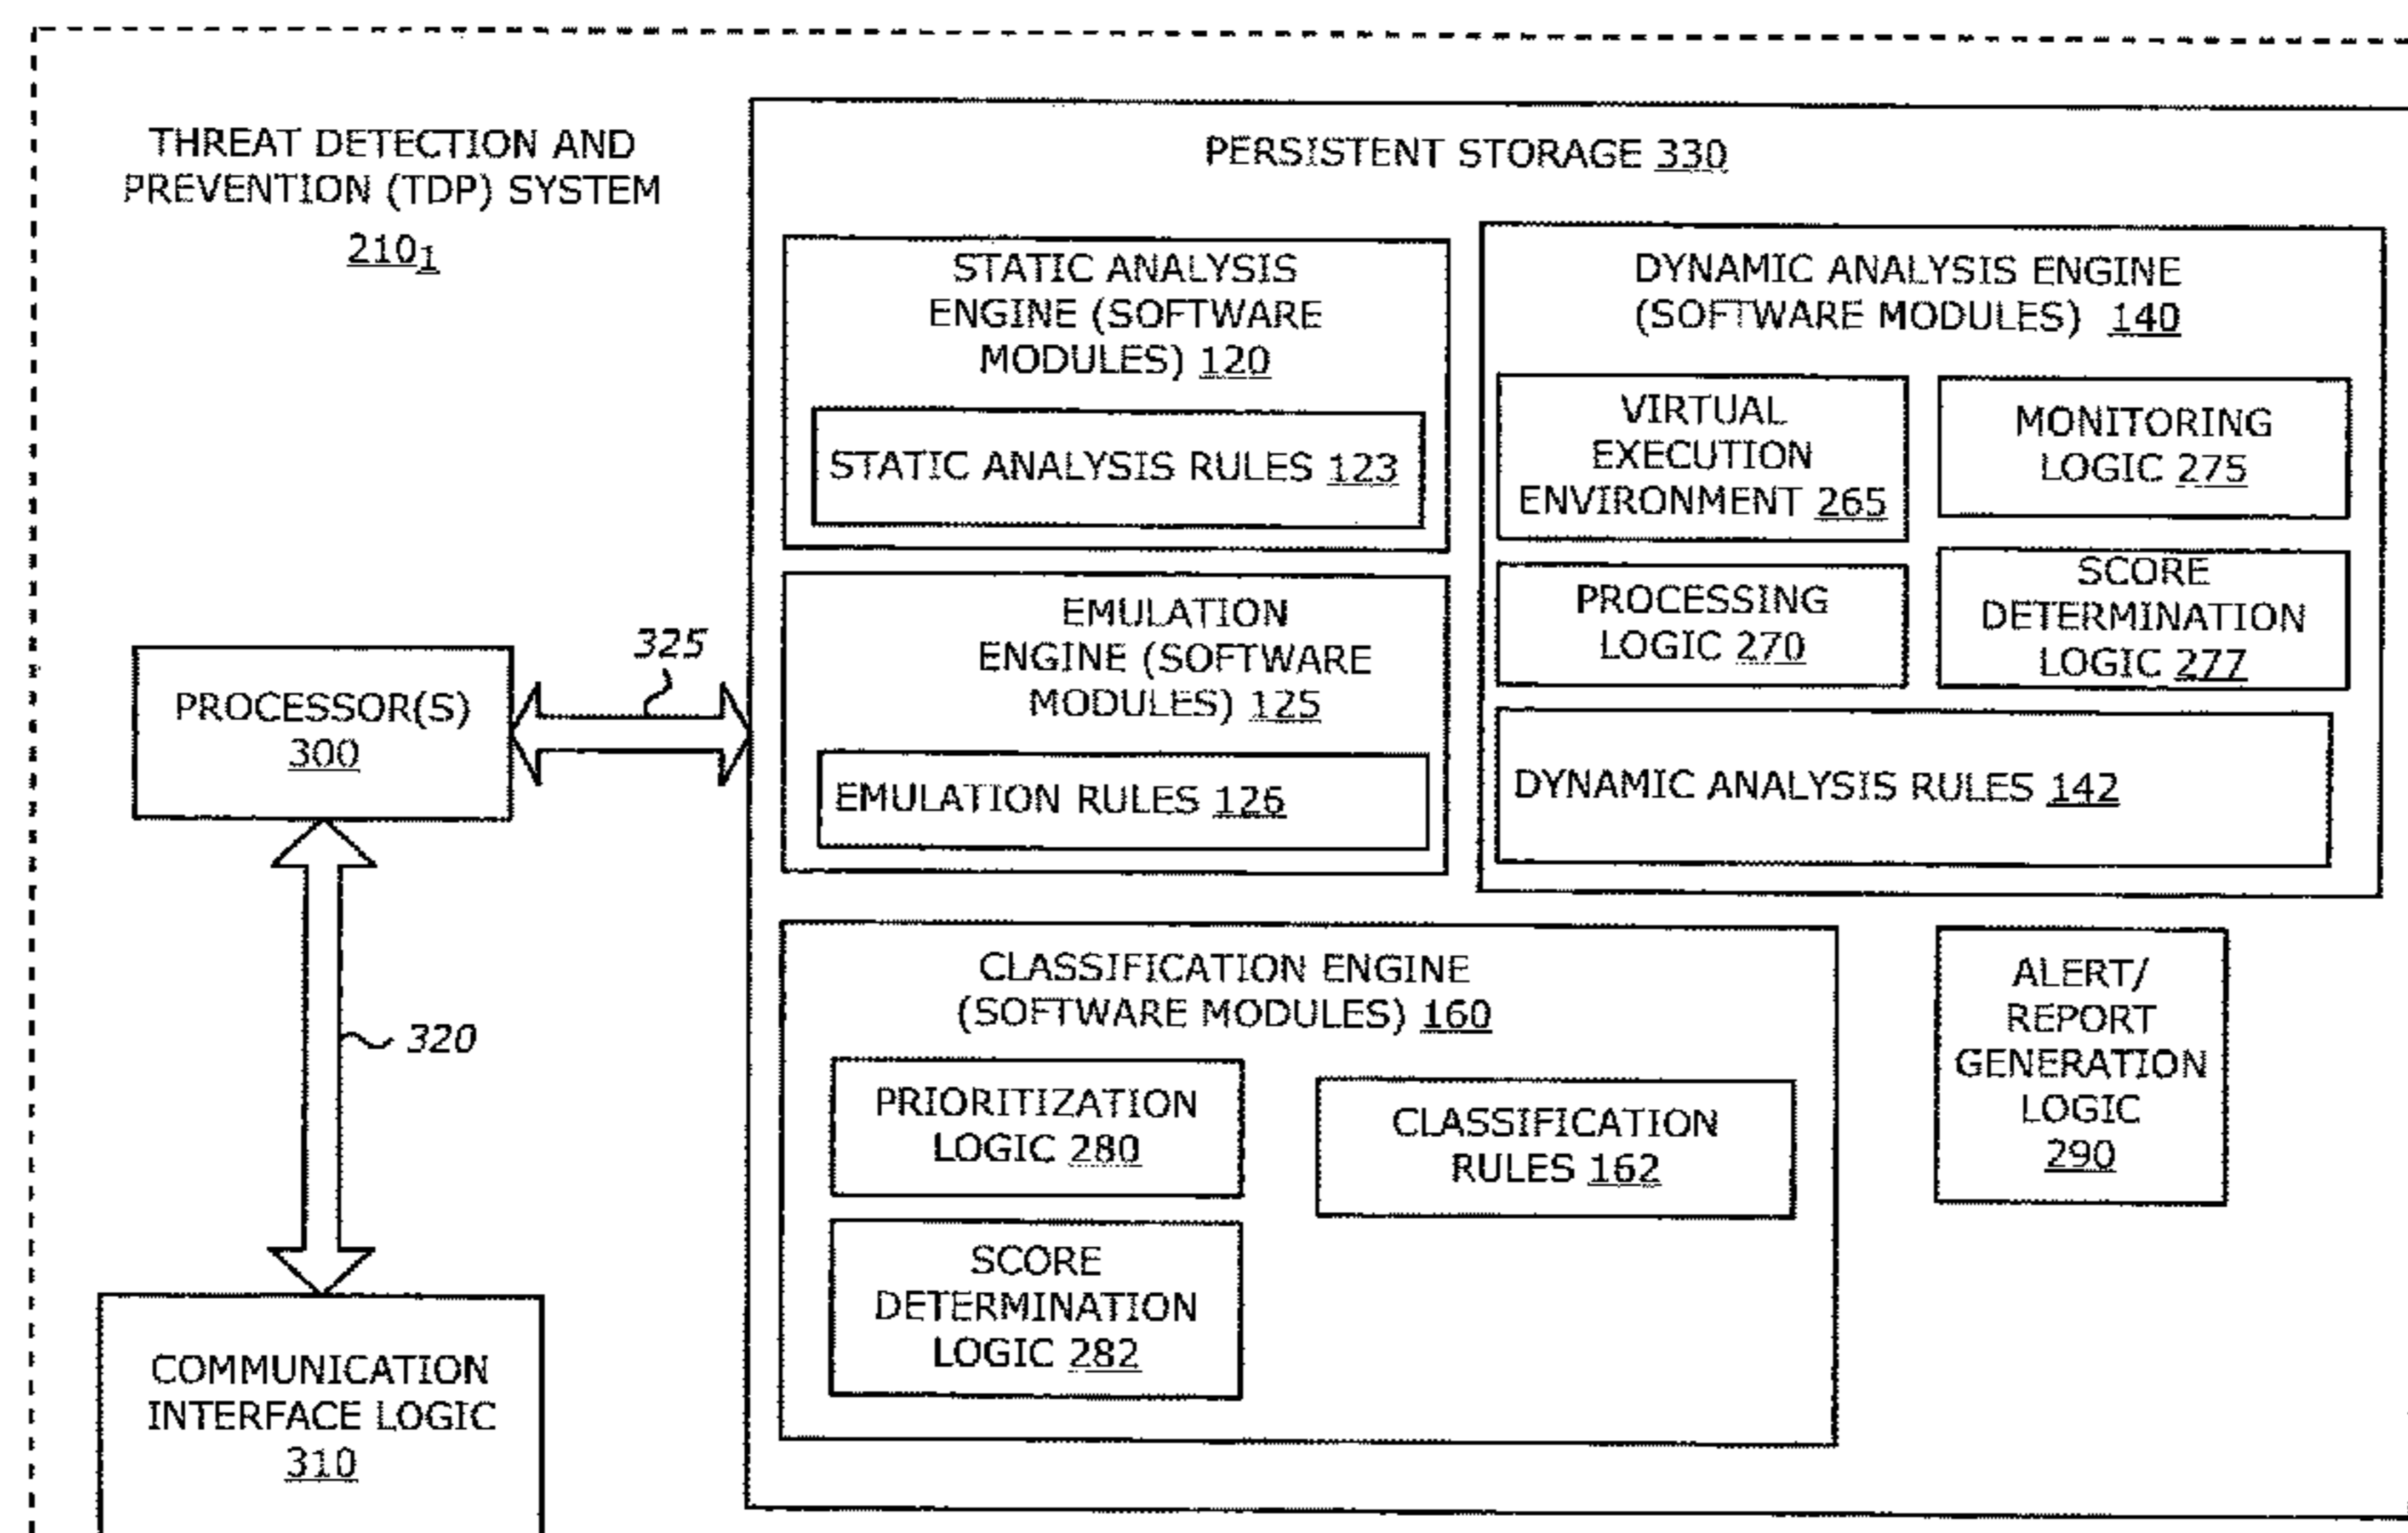 THREAT DETECTION AND
PREVENTION (TDP) SYSTEM
210₁
PERSISTENT STORAGE 330
STATIC ANALYSIS
ENGINE (SOFTWARE
MODULES) 120
STATIC ANALYSIS RULES 123
EMULATION
ENGINE (SOFTWARE
MODULES) 125
EMULATION RULES 126
DYNAMIC ANALYSIS ENGINE
(SOFTWARE MODULES) 140
VIRTUAL
EXECUTION
ENVIRONMENT 265
MONITORING
LOGIC 275
PROCESSING
LOGIC 270
SCORE
DETERMINATION
LOGIC 277
DYNAMIC ANALYSIS RULES 142
PROCESSOR(S)
300
325
320
CLASSIFICATION ENGINE
(SOFTWARE MODULES) 160
PRIORITIZATION
LOGIC 280
CLASSIFICATION
RULES 162
SCORE
DETERMINATION
LOGIC 282
ALERT/
REPORT
GENERATION
LOGIC
290
COMMUNICATION
INTERFACE LOGIC
310